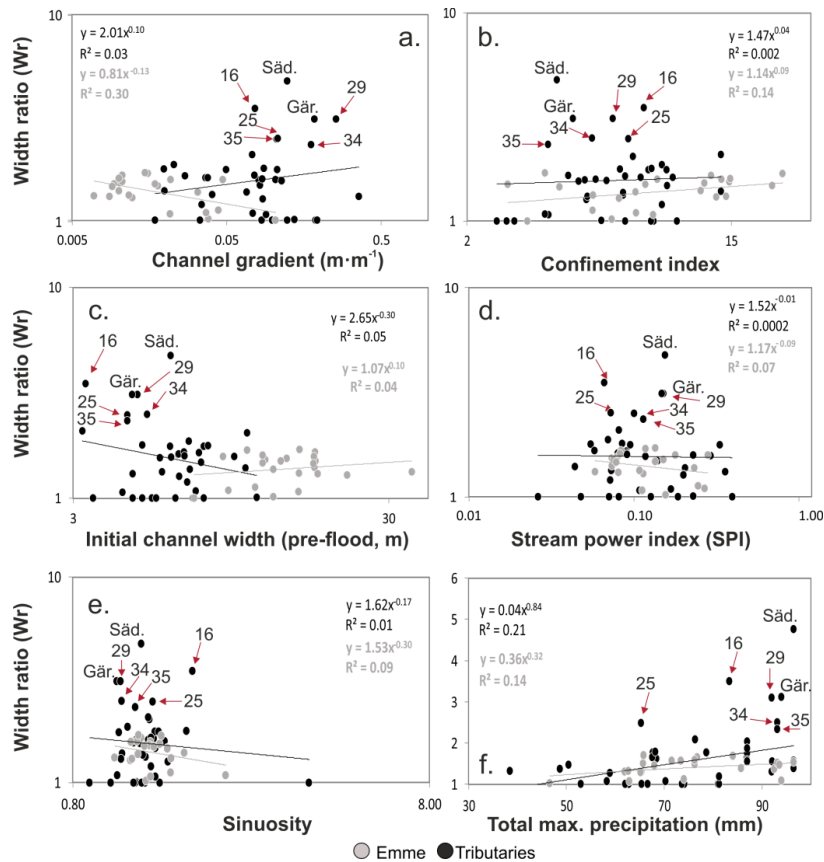 10
y = 2.01x^0.10
R² = 0.03
y = 0.81x^-0.13
R² = 0.30
a.
Säd.
16
29
Gär.
25
35
34
Width ratio (Wr)
1
0.005
0.05
0.5
Channel gradient (m·m⁻¹)
10
b.
y = 1.47x^0.04
R² = 0.002
y = 1.14x^0.09
R² = 0.14
Säd.
29
16
Gär.
34
25
35
1
2
15
Confinement index
10
c.
y = 2.65x^-0.30
R² = 0.05
y = 1.07x^0.10
R² = 0.04
16
Säd.
29
Gär.
34
25
35
Width ratio (Wr)
1
3
30
Initial channel width (pre-flood, m)
10
d.
y = 1.52x^-0.01
R² = 0.0002
y = 1.17x^-0.09
R² = 0.07
Säd.
16
Gär.
29
25
34
35
1
0.01
0.10
1.00
Stream power index (SPI)
10
e.
y = 1.62x^-0.17
R² = 0.01
y = 1.53x^-0.30
R² = 0.09
Säd.
16
29
Gär.
34
35
25
Width ratio (Wr)
1
0.80
8.00
Sinuosity
6
5
4
3
2
1
y = 0.04x^0.84
R² = 0.21
y = 0.36x^0.32
R² = 0.14
Säd.
16
29
Gär.
25
34
35
f.
30
50
70
90
Total max. precipitation (mm)
Emme
Tributaries